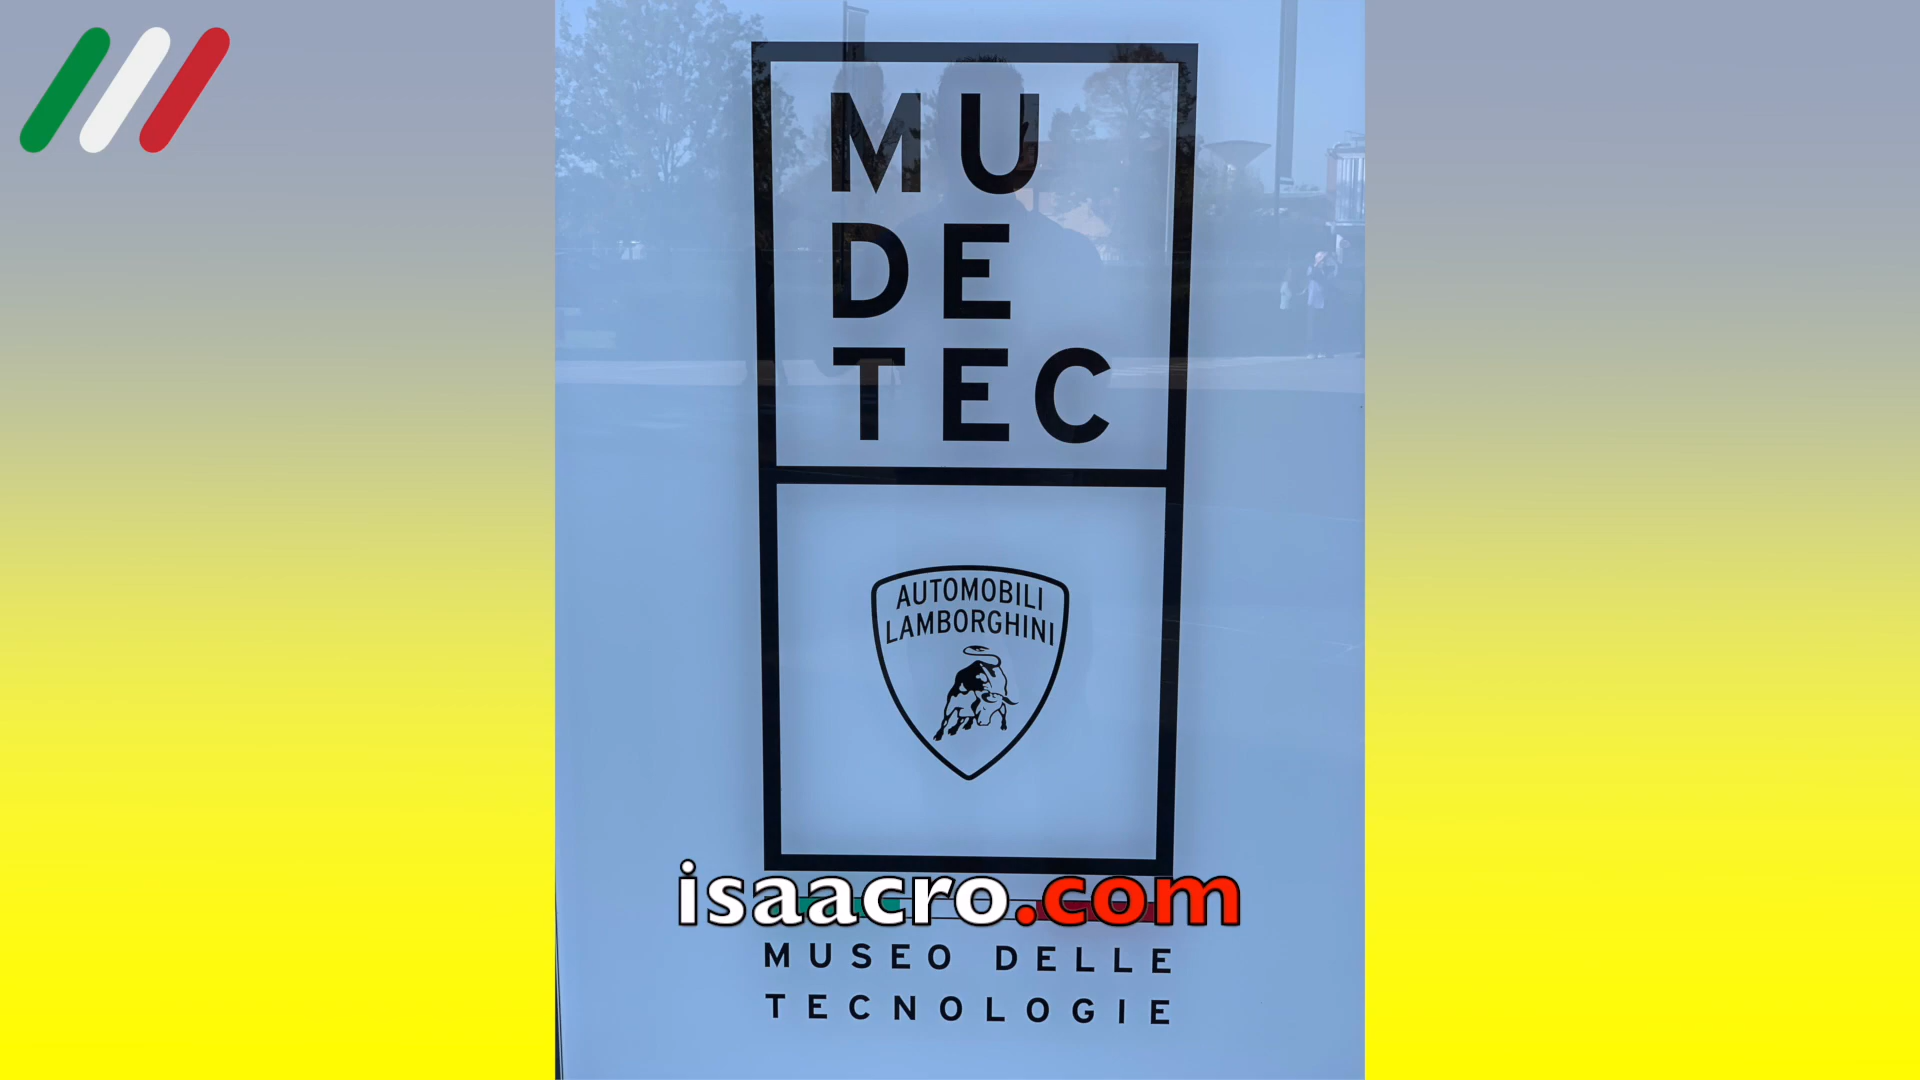 MU
DE
TEC
AUTOMOBILI
LAMBORGHINI
isaacro.com
MUSEO DELLE
TECNOLOGIE